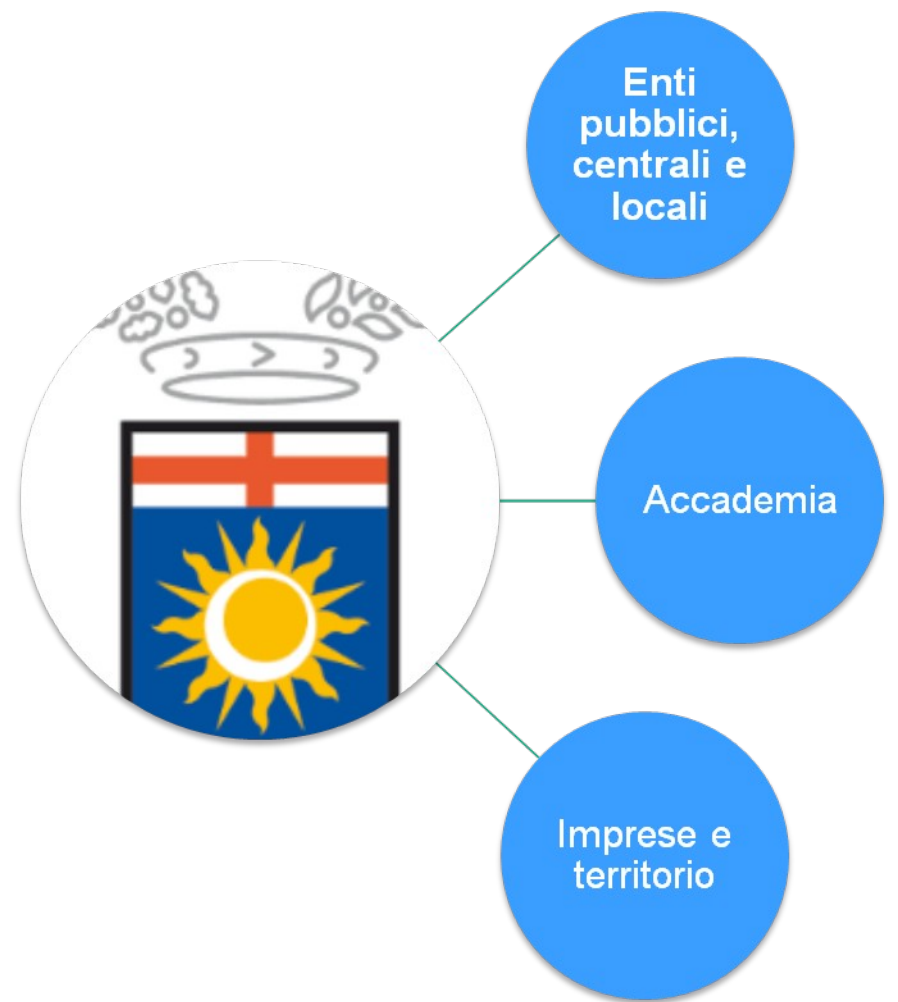 Enti
pubblici,
centrali e
locali
Accademia
Imprese e
territorio